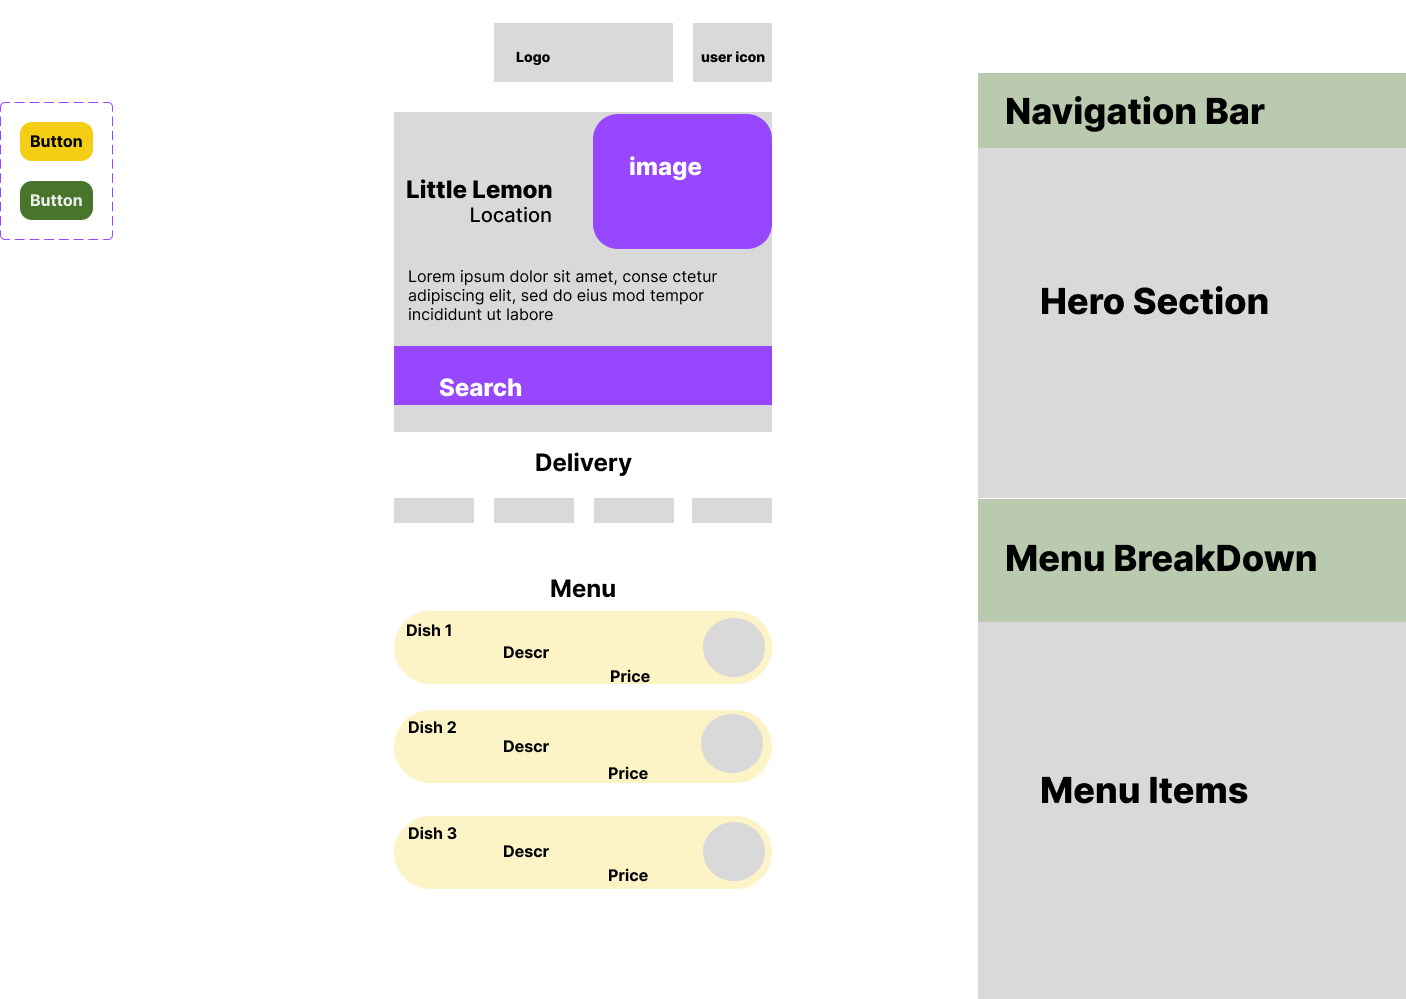 Button
Button
Logo
user icon
image
Little Lemon
Location
Lorem ipsum dolor sit amet, conse ctetur
adipiscing elit, sed do eius mod tempor
incididunt ut labore
Search
Delivery
Menu
Dish 1
Descr
Price
Dish 2
Descr
Price
Dish 3
Descr
Price
Navigation Bar
Hero Section
Menu BreakDown
Menu Items